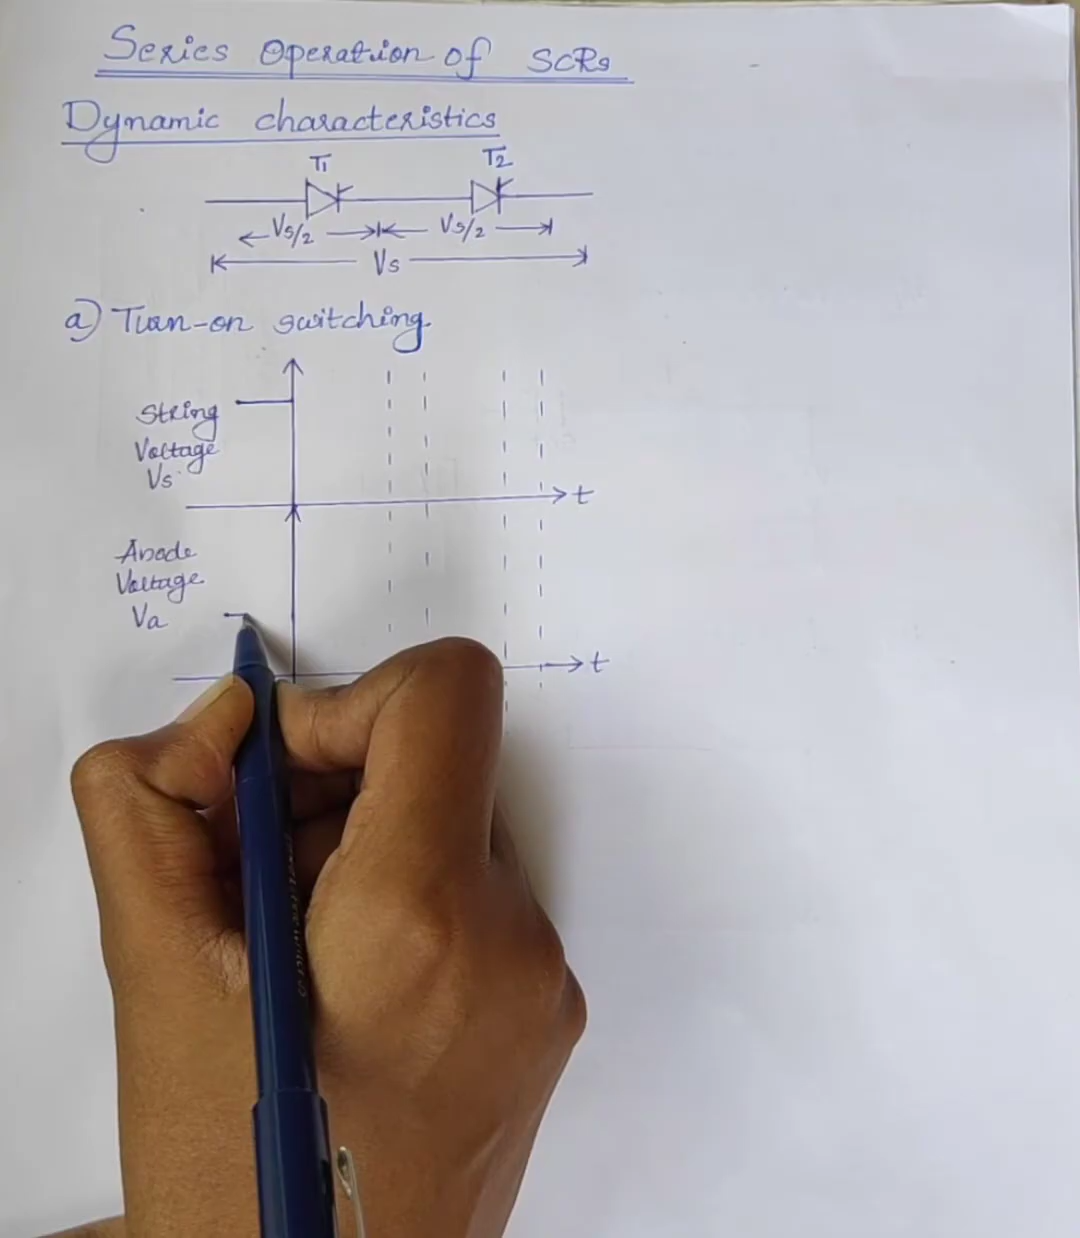 Series Operation of SCRs
Dynamic characteristics
T1 T2
Vs/2 Vs/2
Vs
a) Turn-on switching
String
Voltage
Vs
t
Anode
Voltage
Va
t